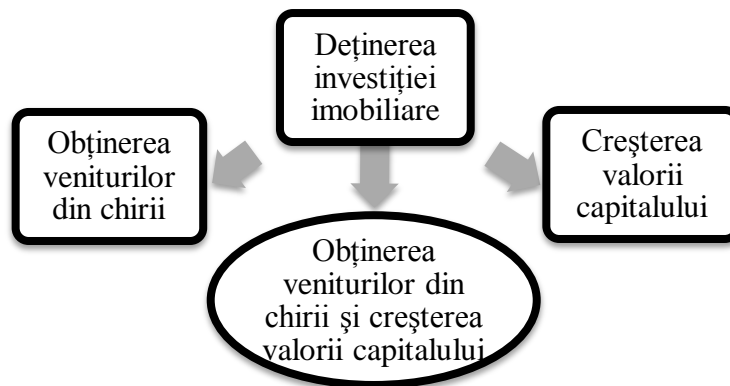 Deținerea
investiției
imobiliare
Obținerea
veniturilor
din chirii
Creşterea
valorii
capitalului
Obținerea
veniturilor din
chirii şi creşterea
valorii capitalului